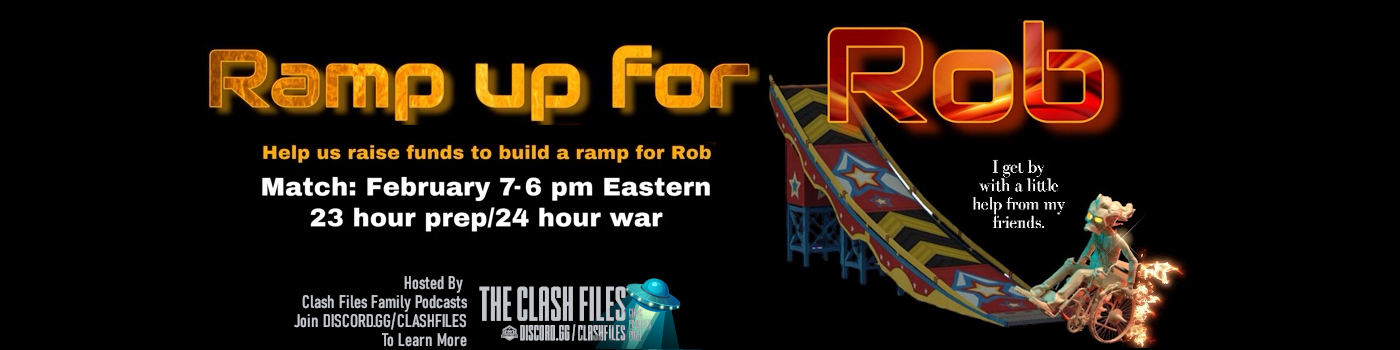 Ramp up for Rob
Help us raise funds to build a ramp for Rob
Match: February 7-6 pm Eastern
23 hour prep/24 hour war
I get by
with a little
help from my
friends.
Hosted By
Clash Files Family Podcasts
Join DISCORD.GG/CLASHFILES
To Learn More
THE CLASH FILES
DISCORD.GG/CLASHFILES